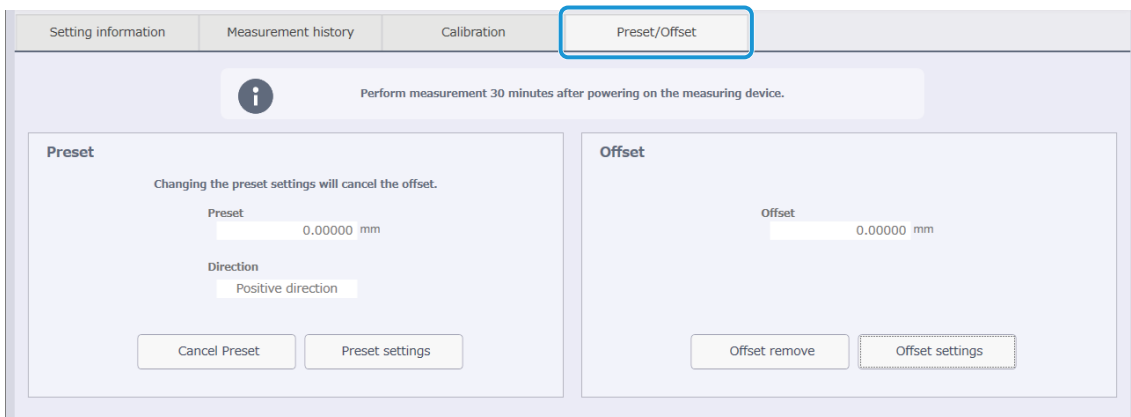 Setting information
Measurement history
Calibration
Preset/Offset
Perform measurement 30 minutes after powering on the measuring device.
Preset
Changing the preset settings will cancel the offset.
Preset
0.00000 mm
Direction
Positive direction
Cancel Preset
Preset settings
Offset
Offset
0.00000 mm
Offset remove
Offset settings